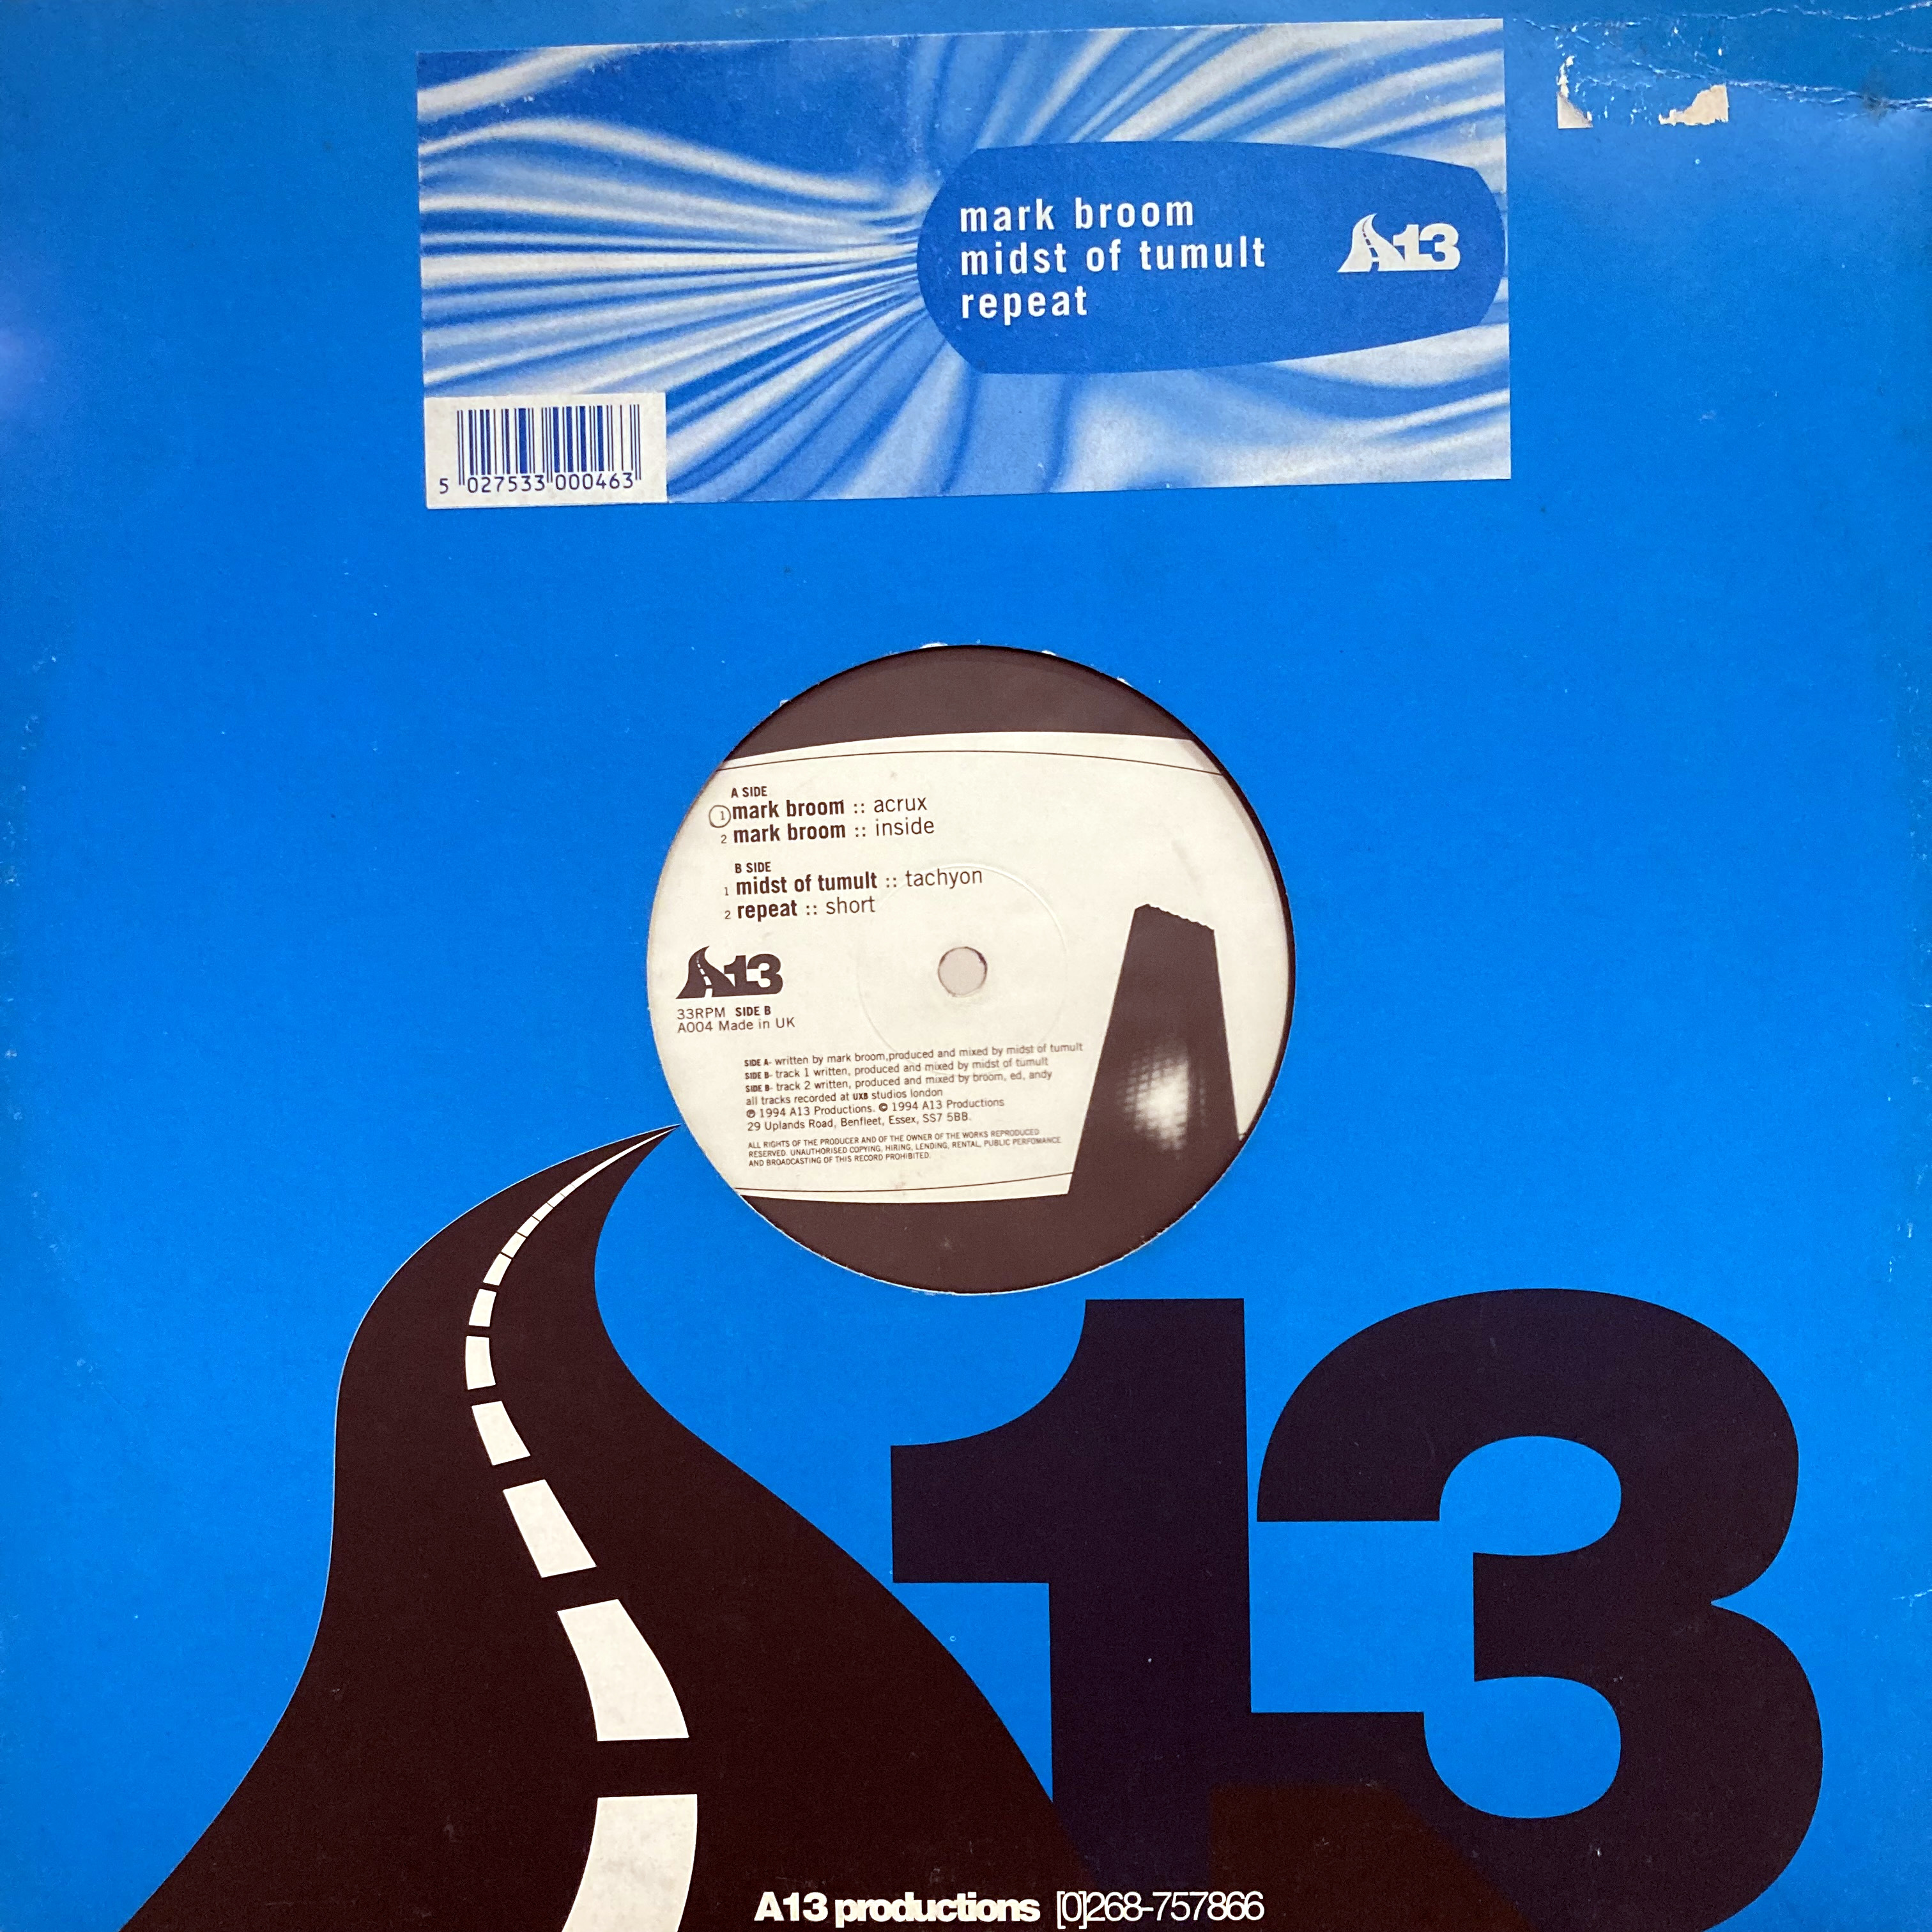 mark broom
midst of tumult
repeat
A13
5 027533 000463
A SIDE
1 mark broom :: acrux
2 mark broom :: inside
B SIDE
1 midst of tumult :: tachyon
2 repeat :: short
A13
33RPM SIDE B
A004 Made in UK
SIDE A- written by mark broom,produced and mixed by midst of tumult
SIDE B- track 1 written, produced and mixed by midst of tumult
SIDE B- track 2 written, produced and mixed by broom, ed, andy
all tracks recorded at UXB studios london
℗ 1994 A13 Productions. © 1994 A13 Productions
29 Uplands Road, Benfleet, Essex, SS7 5BB.
ALL RIGHTS OF THE PRODUCER AND OF THE OWNER OF THE WORKS REPRODUCED
RESERVED. UNAUTHORISED COPYING, HIRING, LENDING, RENTAL, PUBLIC PERFOMANCE
AND BROADCASTING OF THIS RECORD PROHIBITED.
A13
A13 productions [0]268-757866